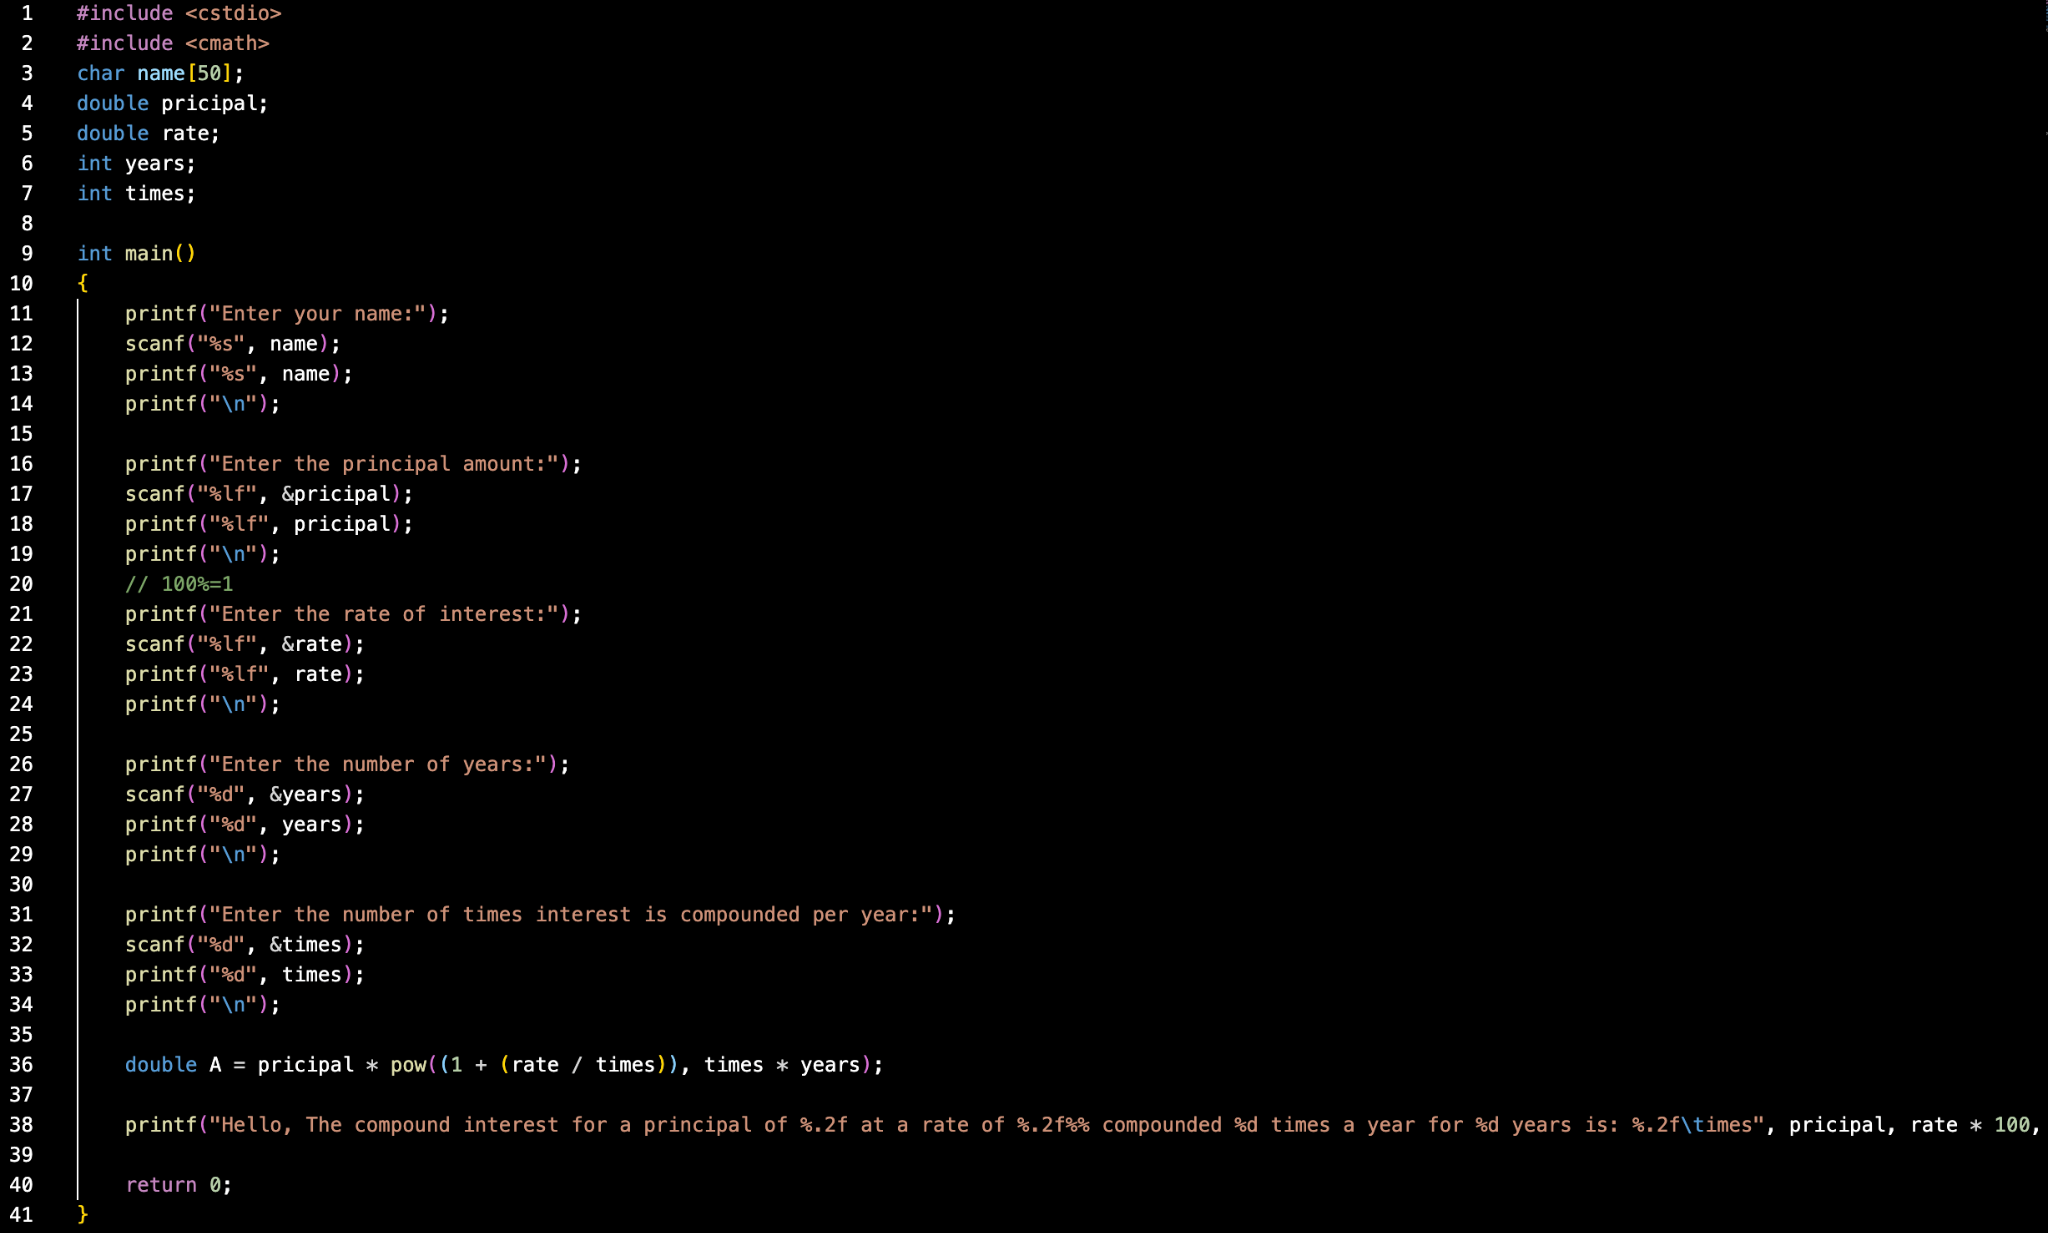 1 #include <cstdio>
2 #include <cmath>
3 char name[50];
4 double pricipal;
5 double rate;
6 int years;
7 int times;
8
9 int main()
10 {
11 printf("Enter your name:");
12 scanf("%s", name);
13 printf("%s", name);
14 printf("\n");
15
16 printf("Enter the principal amount:");
17 scanf("%lf", &pricipal);
18 printf("%lf", pricipal);
19 printf("\n");
20 // 100%=1
21 printf("Enter the rate of interest:");
22 scanf("%lf", &rate);
23 printf("%lf", rate);
24 printf("\n");
25
26 printf("Enter the number of years:");
27 scanf("%d", &years);
28 printf("%d", years);
29 printf("\n");
30
31 printf("Enter the number of times interest is compounded per year:");
32 scanf("%d", &times);
33 printf("%d", times);
34 printf("\n");
35
36 double A = pricipal * pow((1 + (rate / times)), times * years);
37
38 printf("Hello, The compound interest for a principal of %.2f at a rate of %.2f%% compounded %d times a year for %d years is: %.2f\times", pricipal, rate * 100,
39
40 return 0;
41 }